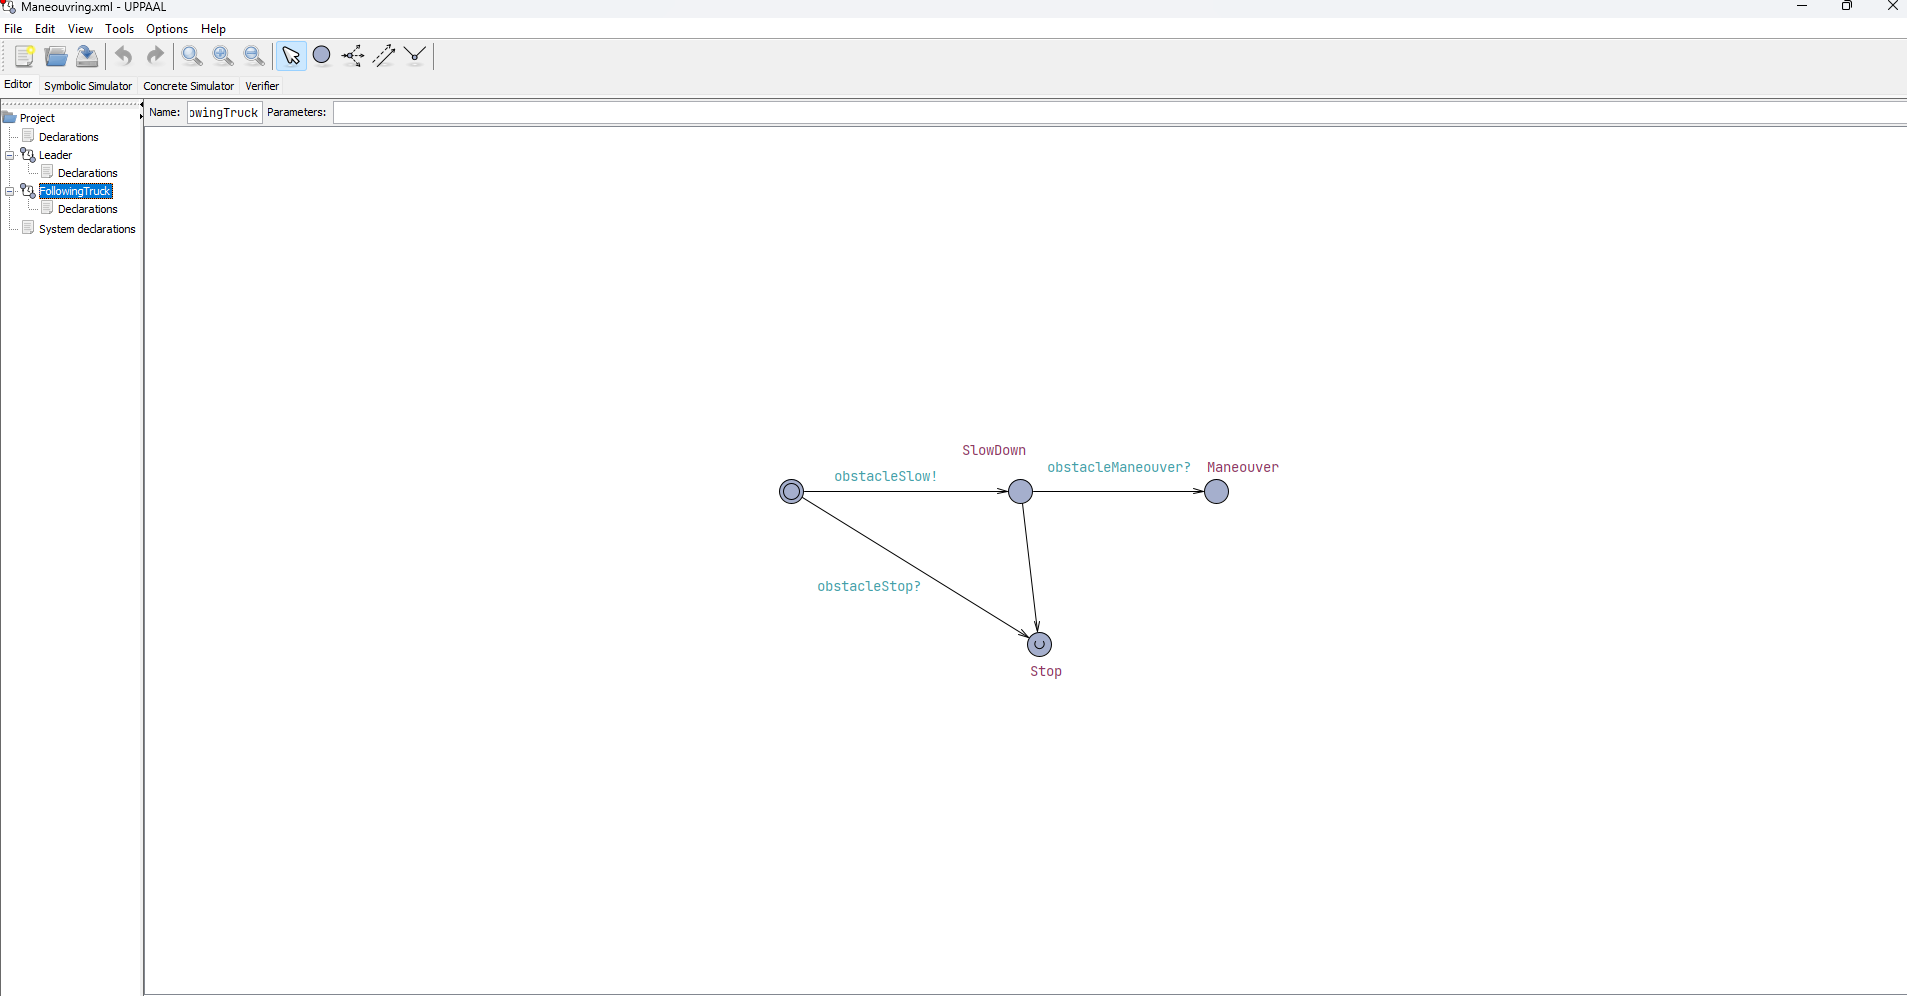 Maneouvring.xml - UPPAAL
File Edit View Tools Options Help
Editor Symbolic Simulator Concrete Simulator Verifier
Name: owingTruck Parameters:
Project
Declarations
Leader
Declarations
FollowingTruck
Declarations
System declarations
SlowDown
obstacleSlow!
obstacleManeouver? Maneouver
obstacleStop?
Stop